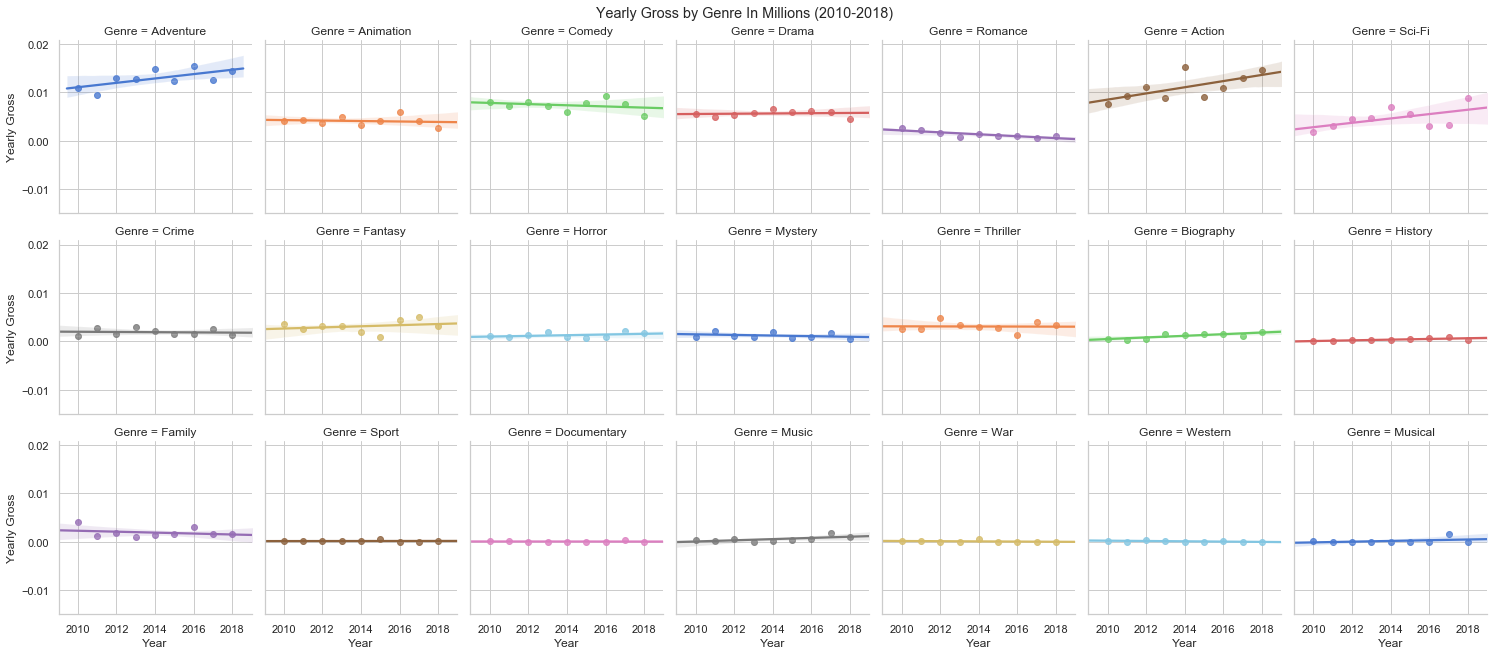 Yearly Gross by Genre In Millions (2010-2018)
Genre = Adventure
Genre = Animation
Genre = Comedy
Genre = Drama
Genre = Romance
Genre = Action
Genre = Sci-Fi
0.02
0.01
0.00
−0.01
Yearly Gross
Genre = Crime
Genre = Fantasy
Genre = Horror
Genre = Mystery
Genre = Thriller
Genre = Biography
Genre = History
0.02
0.01
0.00
−0.01
Yearly Gross
Genre = Family
Genre = Sport
Genre = Documentary
Genre = Music
Genre = War
Genre = Western
Genre = Musical
0.02
0.01
0.00
−0.01
Yearly Gross
2010 2012 2014 2016 2018
2010 2012 2014 2016 2018
2010 2012 2014 2016 2018
2010 2012 2014 2016 2018
2010 2012 2014 2016 2018
2010 2012 2014 2016 2018
2010 2012 2014 2016 2018
Year
Year
Year
Year
Year
Year
Year